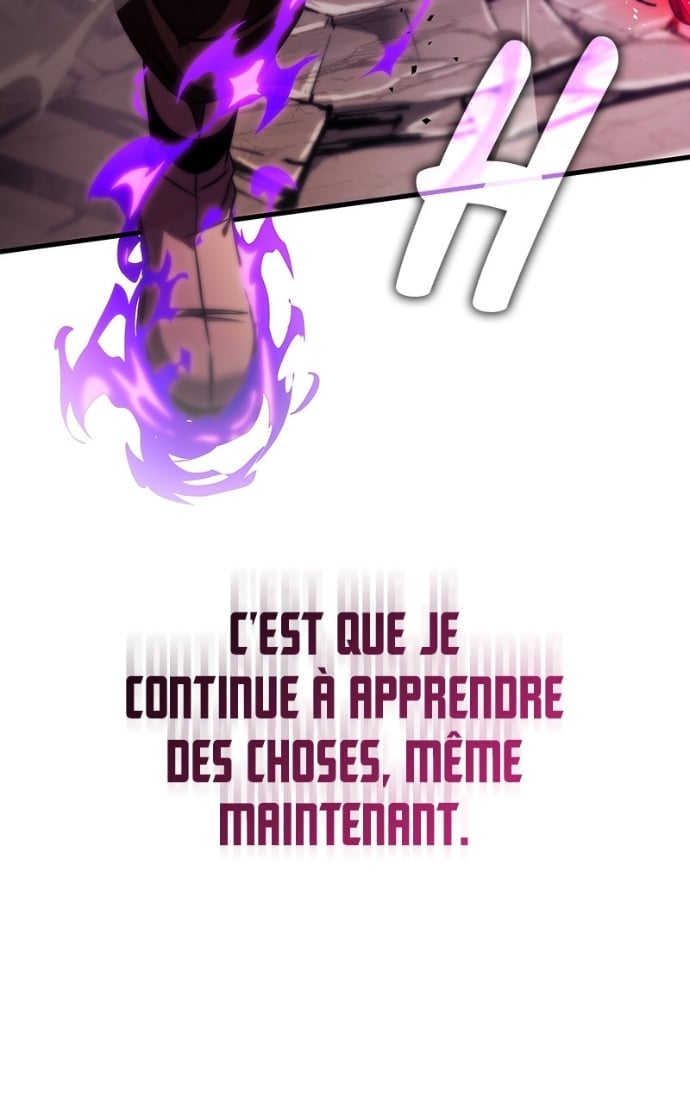 H
C'EST QUE JE
CONTINUE À APPRENDRE
DES CHOSES, MÊME
MAINTENANT.